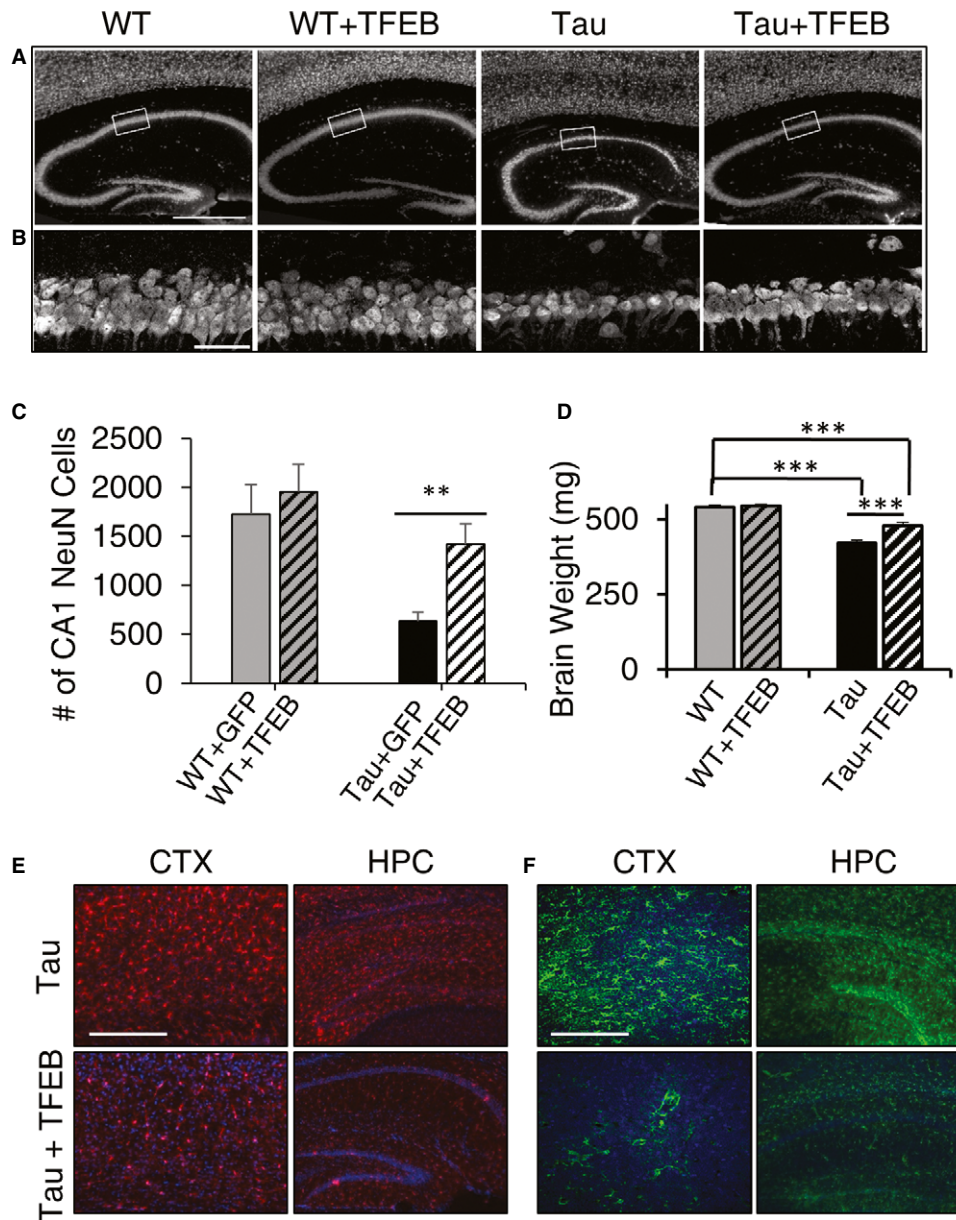 WT WT+TFEB Tau Tau+TFEB
A
B
C
# of CA1 NeuN Cells
2500
2000
1500
1000
500
0
**
WT+GFP
WT+TFEB
Tau+GFP
Tau+TFEB
D
Brain Weight (mg)
500
250
0
***
***
***
WT
WT+TFEB
Tau
Tau+TFEB
E
CTX HPC
Tau
Tau + TFEB
F
CTX HPC